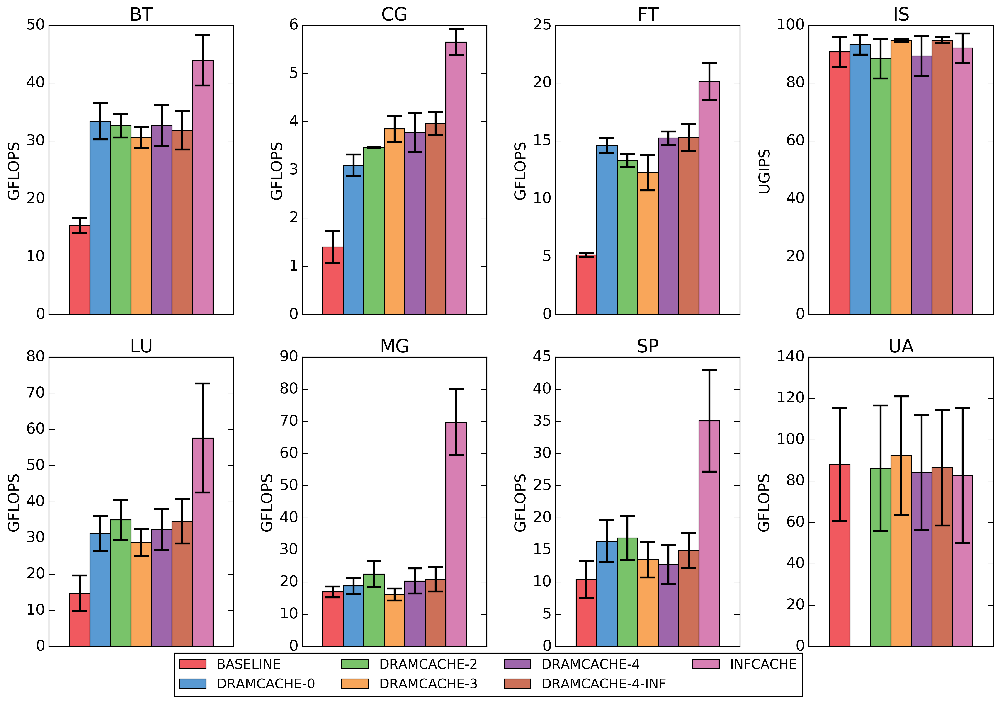 BT
50
40
30
20
10
0
GFLOPS
CG
6
5
4
3
2
1
0
GFLOPS
FT
25
20
15
10
5
0
GFLOPS
IS
100
80
60
40
20
0
UGIPS
LU
80
70
60
50
40
30
20
10
0
GFLOPS
MG
90
80
70
60
50
40
30
20
10
0
GFLOPS
SP
45
40
35
30
25
20
15
10
5
0
GFLOPS
UA
140
120
100
80
60
40
20
0
GFLOPS
BASELINE
DRAMCACHE-0
DRAMCACHE-2
DRAMCACHE-3
DRAMCACHE-4
DRAMCACHE-4-INF
INFCACHE